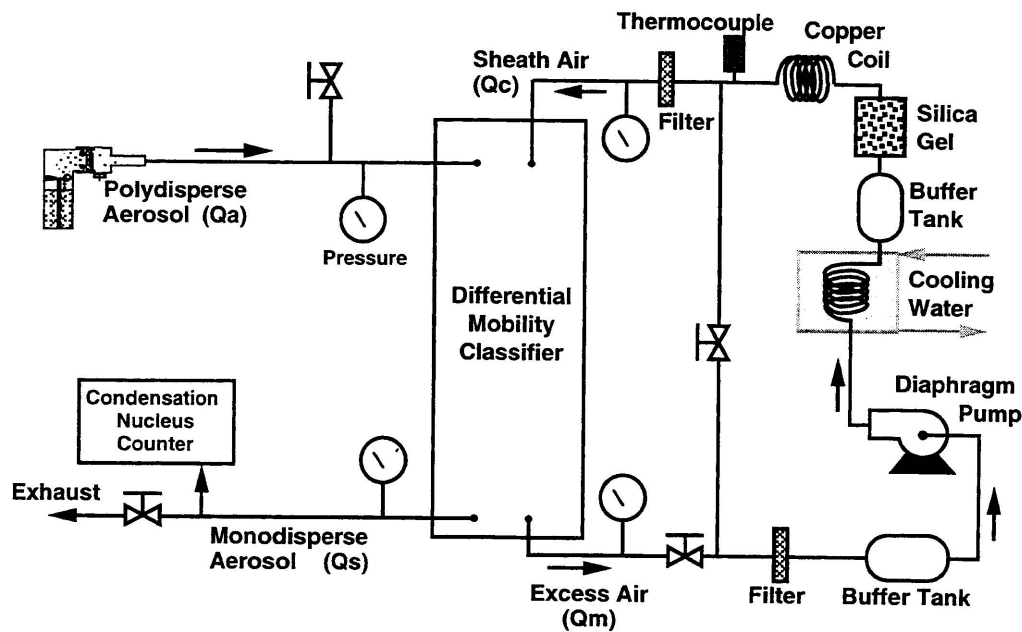 Thermocouple
Copper
Coil
Sheath Air
(Qc)
Filter
Silica
Gel
Polydisperse
Aerosol (Qa)
Buffer
Tank
Pressure
Cooling
Water
Differential
Mobility
Classifier
Diaphragm
Pump
Condensation
Nucleus
Counter
Exhaust
Monodisperse
Aerosol (Qs)
Excess Air
(Qm)
Filter
Buffer Tank